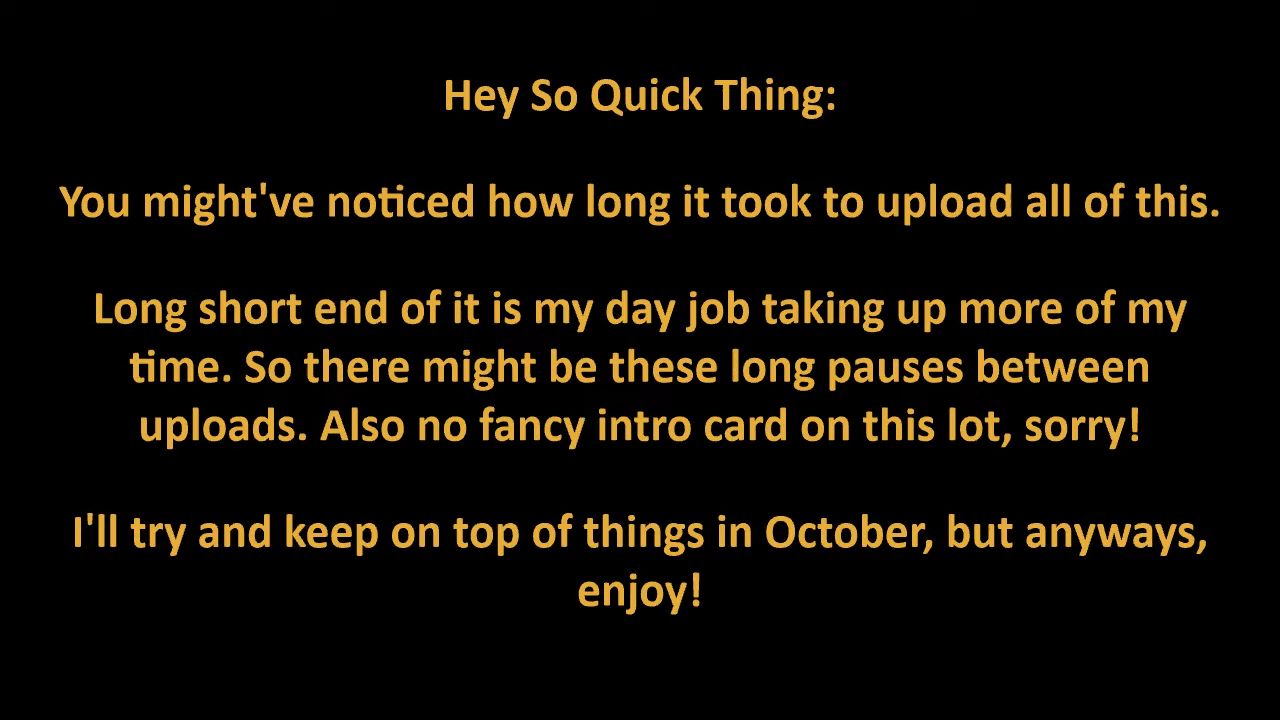 Hey So Quick Thing:
You might've noticed how long it took to upload all of this.
Long short end of it is my day job taking up more of my
time. So there might be these long pauses between
uploads. Also no fancy intro card on this lot, sorry!
I'll try and keep on top of things in October, but anyways,
enjoy!